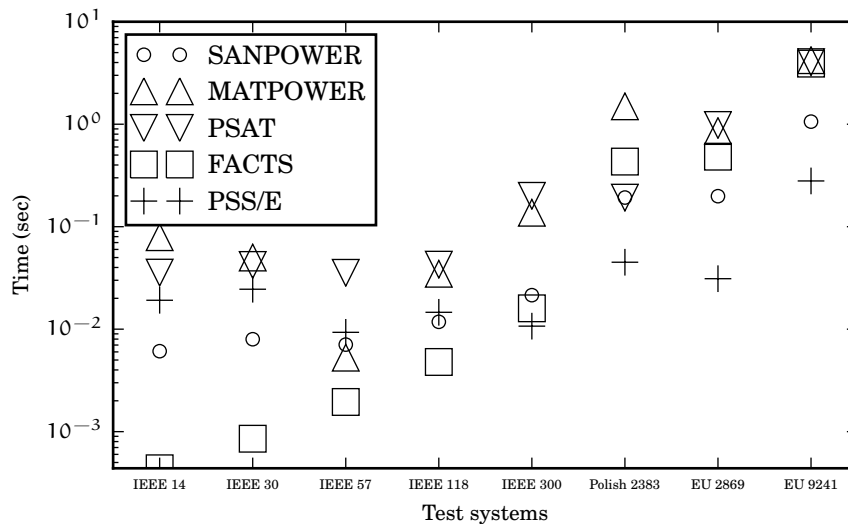 10^1
10^0
10^−1
10^−2
10^−3
Time (sec)
SANPOWER
MATPOWER
PSAT
FACTS
PSS/E
IEEE 14 IEEE 30 IEEE 57 IEEE 118 IEEE 300 Polish 2383 EU 2869 EU 9241
Test systems